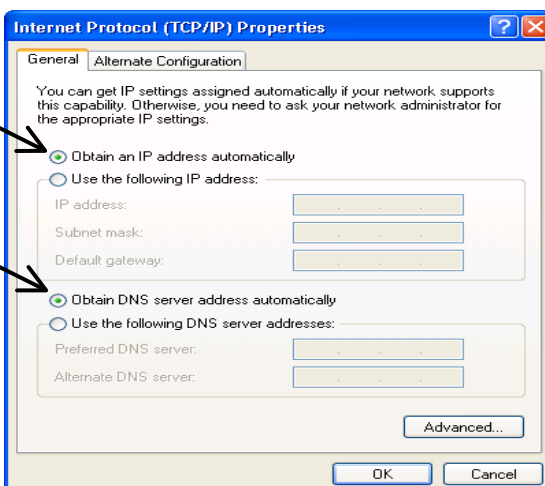 Internet Protocol (TCP/IP) Properties
General
Alternate Configuration
You can get IP settings assigned automatically if your network supports
this capability. Otherwise, you need to ask your network administrator for
the appropriate IP settings.
Obtain an IP address automatically
Use the following IP address:
IP address:
Subnet mask:
Default gateway:
Obtain DNS server address automatically
Use the following DNS server addresses:
Preferred DNS server:
Alternate DNS server:
Advanced...
OK
Cancel